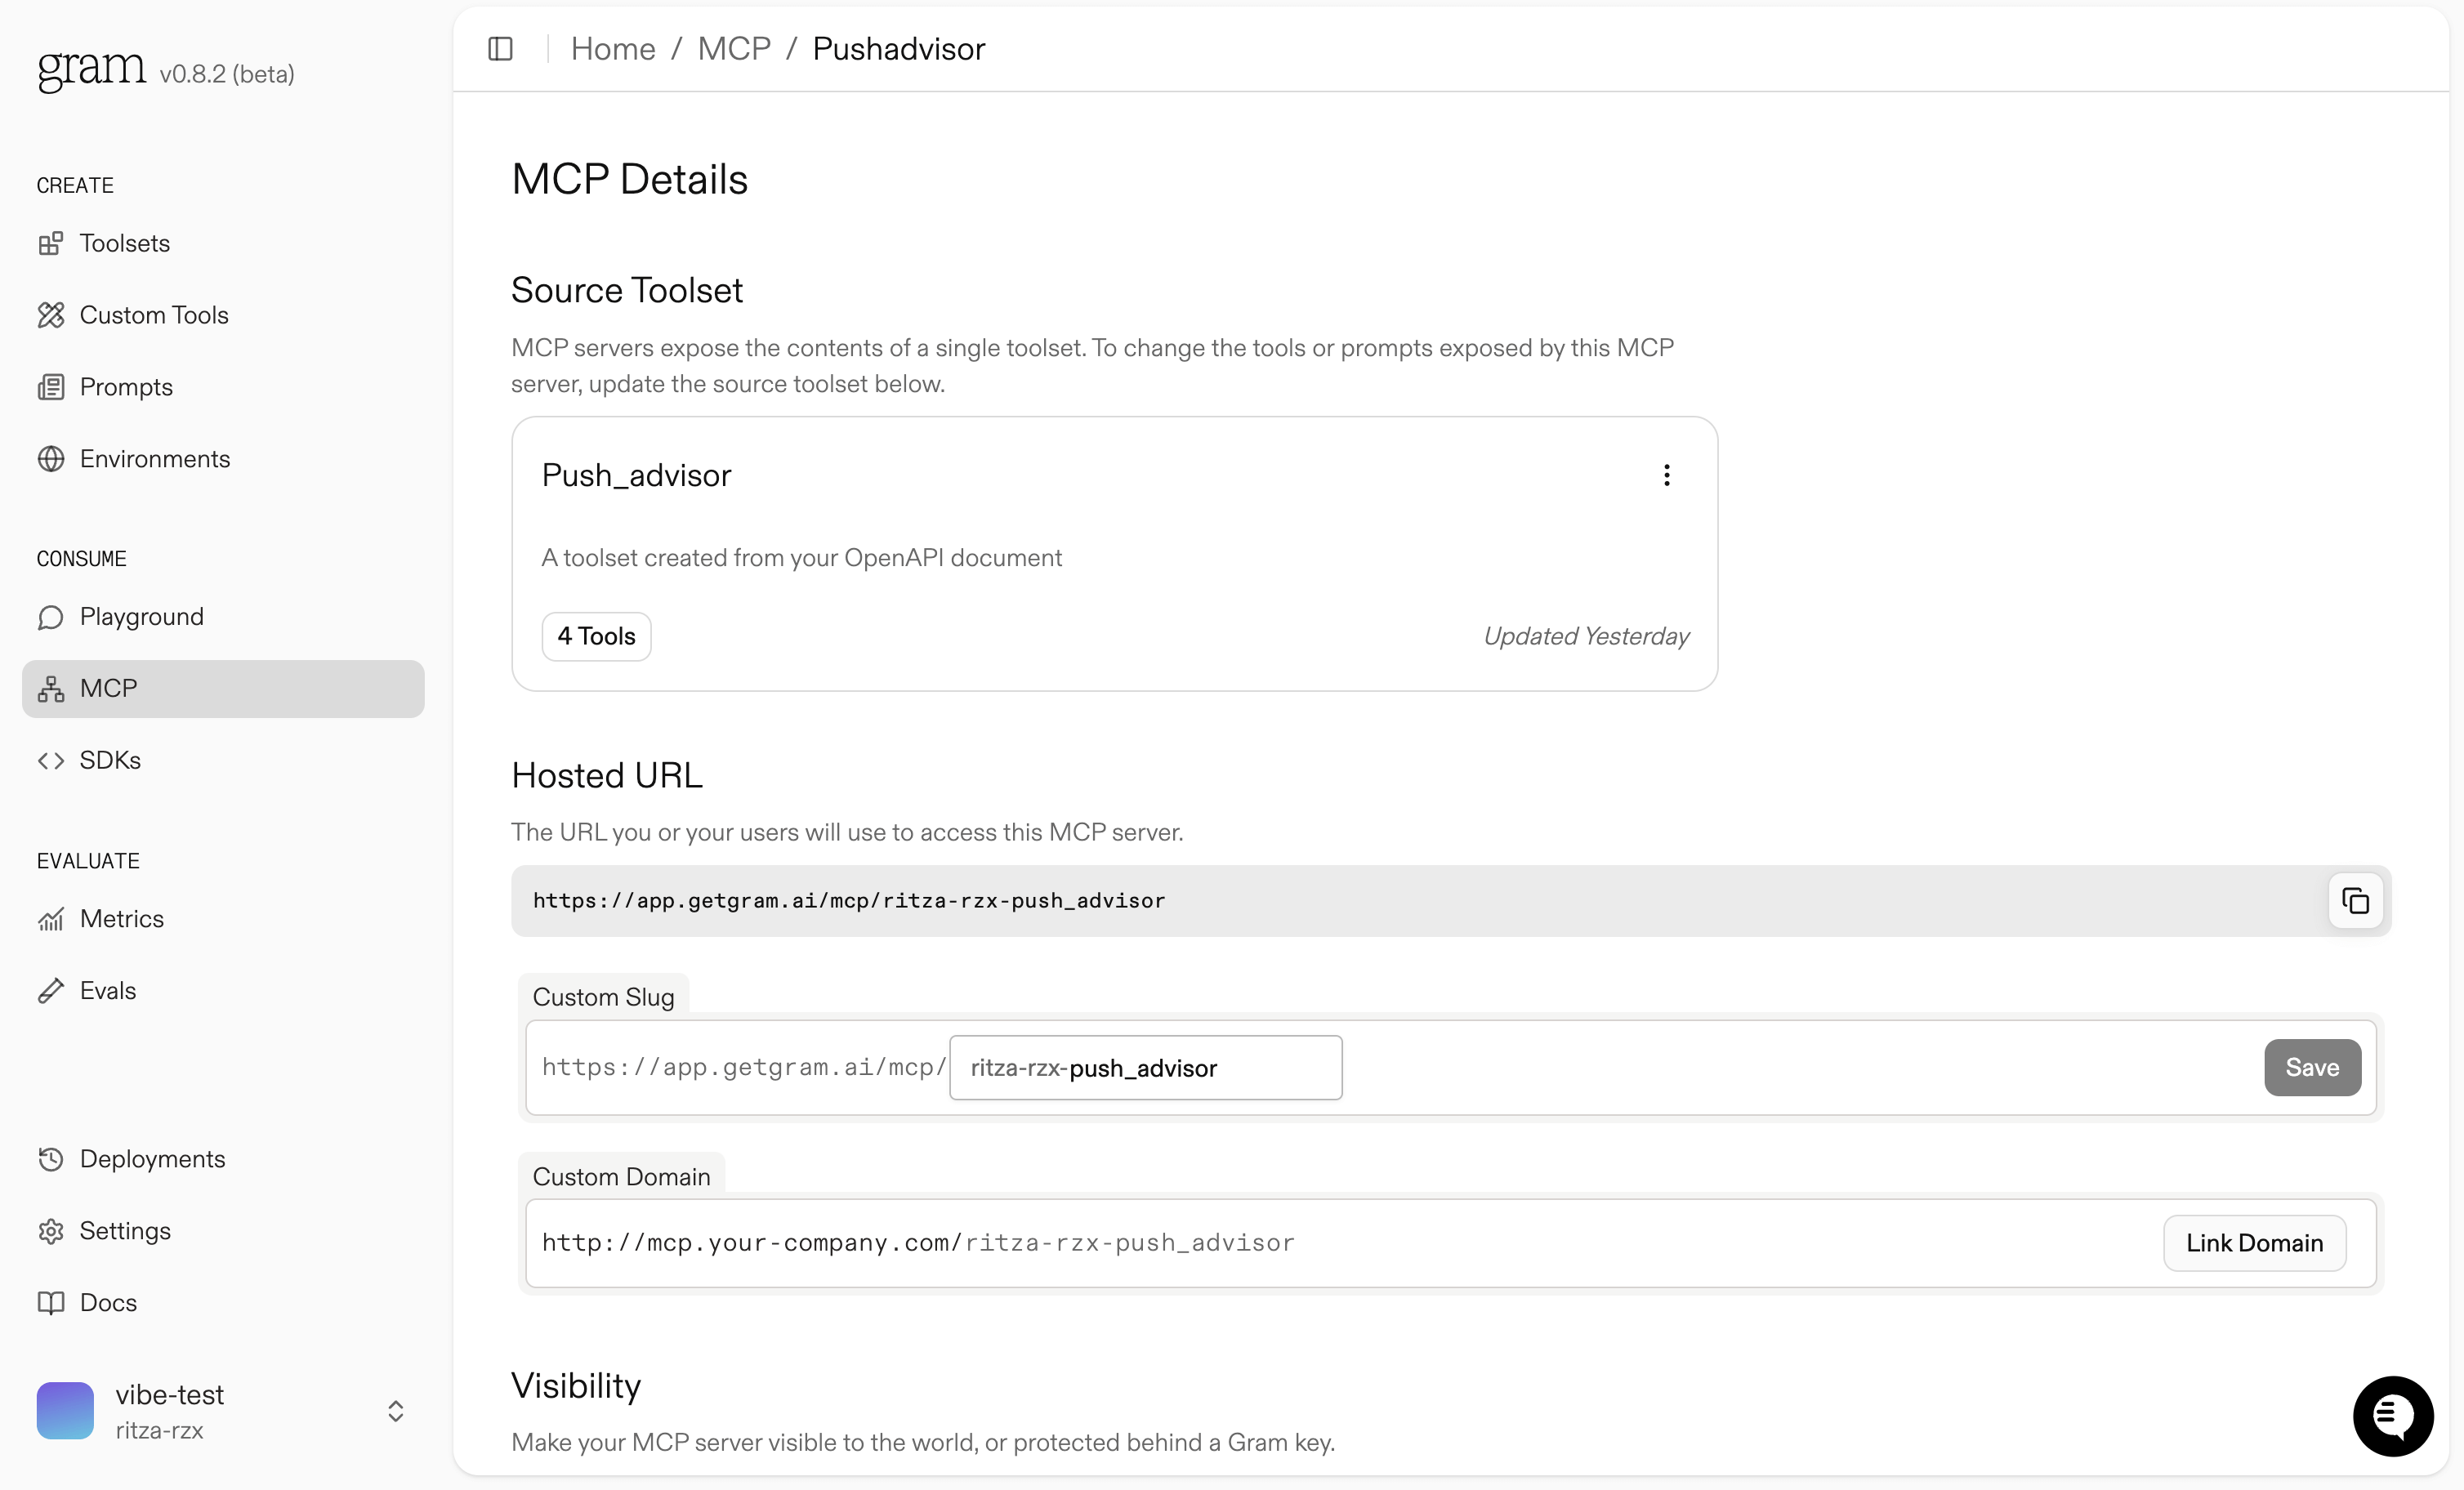 gram v0.8.2 (beta)
CREATE
Toolsets
Custom Tools
Prompts
Environments
CONSUME
Playground
MCP
SDKs
EVALUATE
Metrics
Evals
Deployments
Settings
Docs
vibe-test
ritza-rzx
Home / MCP / Pushadvisor
MCP Details
Source Toolset
MCP servers expose the contents of a single toolset. To change the tools or prompts exposed by this MCP
server, update the source toolset below.
Push_advisor
A toolset created from your OpenAPI document
4 Tools
Updated Yesterday
Hosted URL
The URL you or your users will use to access this MCP server.
https://app.getgram.ai/mcp/ritza-rzx-push_advisor
Custom Slug
https://app.getgram.ai/mcp/ ritza-rzx-push_advisor
Save
Custom Domain
http://mcp.your-company.com/ritza-rzx-push_advisor
Link Domain
Visibility
Make your MCP server visible to the world, or protected behind a Gram key.